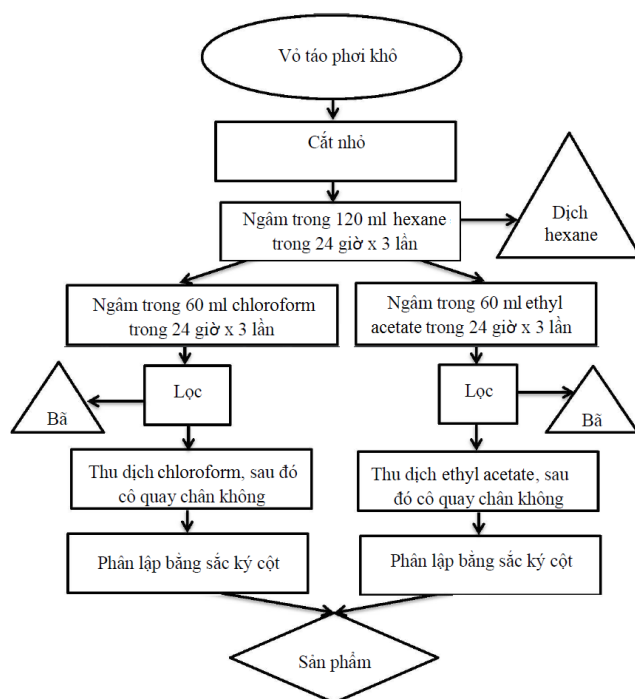 Vỏ táo phơi khô
Cắt nhỏ
Ngâm trong 120 ml hexane
trong 24 giờ x 3 lần
Dịch
hexane
Ngâm trong 60 ml chloroform
trong 24 giờ x 3 lần
Ngâm trong 60 ml ethyl
acetate trong 24 giờ x 3 lần
Bã
Lọc
Lọc
Bã
Thu dịch chloroform, sau đó
cô quay chân không
Thu dịch ethyl acetate, sau
đó cô quay chân không
Phân lập bằng sắc ký cột
Phân lập bằng sắc ký cột
Sản phẩm